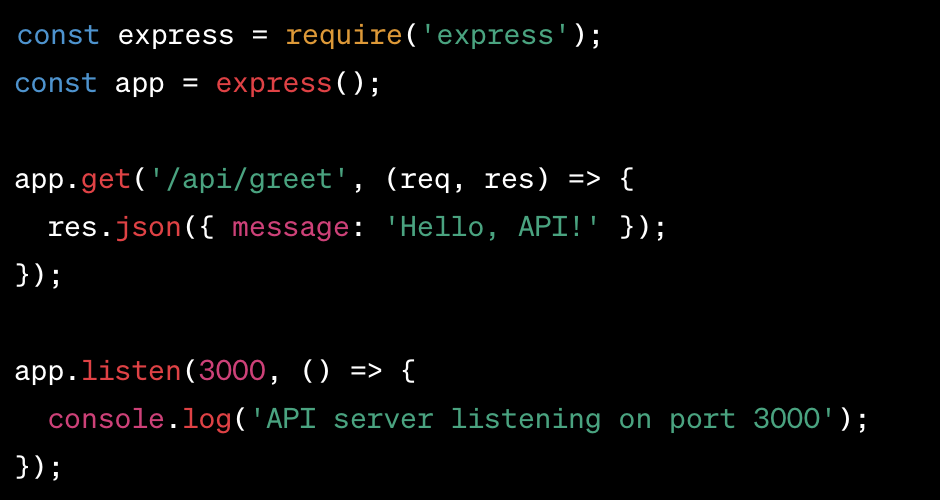 const express = require('express');
const app = express();

app.get('/api/greet', (req, res) => {
  res.json({ message: 'Hello, API!' });
});

app.listen(3000, () => {
  console.log('API server listening on port 3000');
});